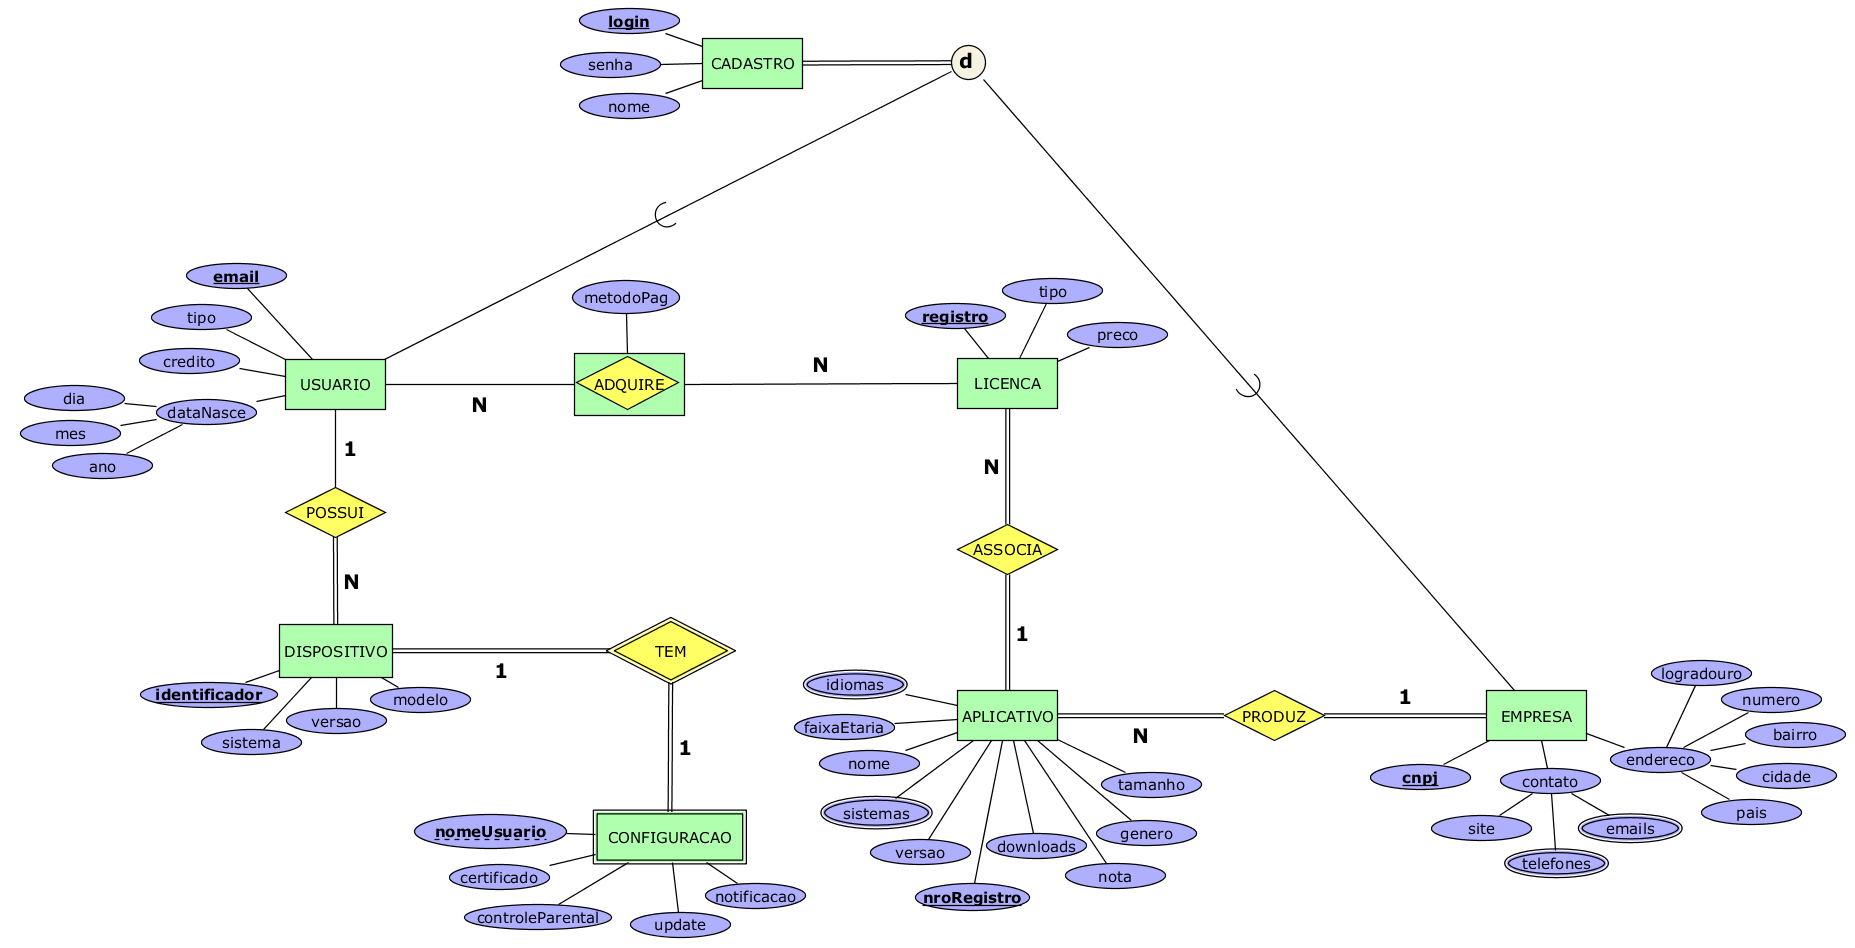 login
CADASTRO
d
senha
nome
email
tipo
credito
dataNasce
dia
mes
ano
USUARIO
N
metodoPag
ADQUIRE
N
registro
tipo
preco
LICENCA
1
POSSUI
N
DISPOSITIVO
identificador
sistema
versao
modelo
1
TEM
1
CONFIGURACAO
nomeUsuario
certificado
controleParental
update
notificacao
N
ASSOCIA
1
APLICATIVO
idiomas
faixaEtaria
nome
sistemas
versao
nroRegistro
downloads
nota
genero
tamanho
N
PRODUZ
1
EMPRESA
cnpj
contato
site
telefones
emails
endereco
logradouro
numero
bairro
cidade
pais